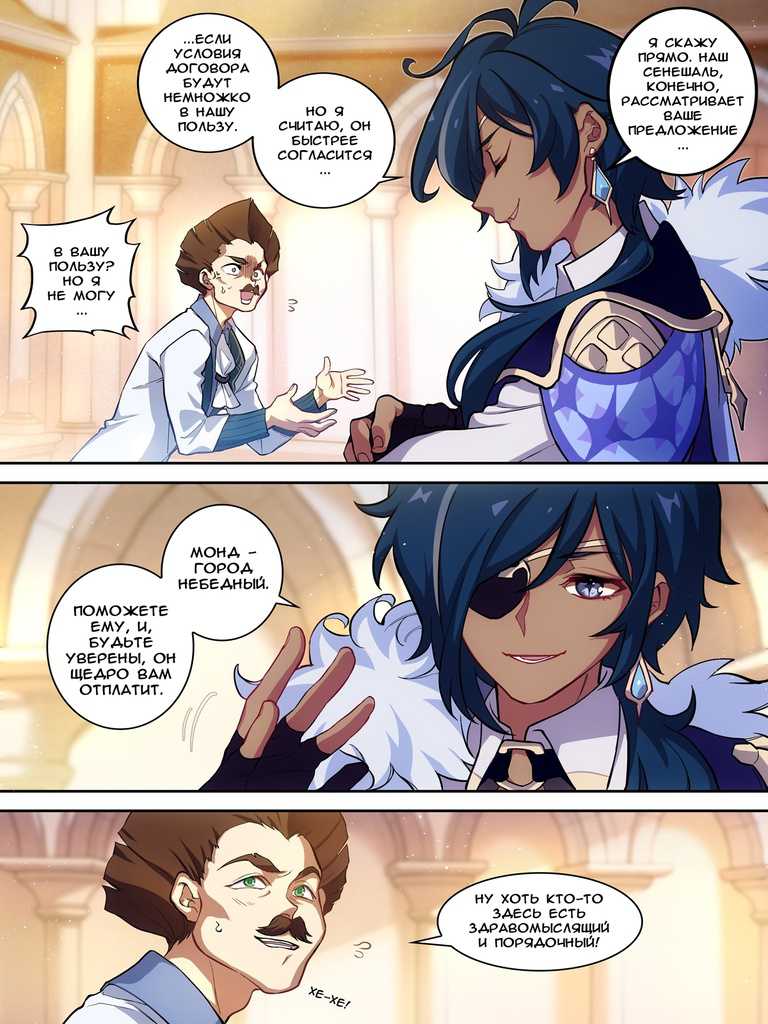 Я СКАЖУ
ПРЯМО. НАШ
СЕНЕШАЛЬ,
КОНЕЧНО,
РАССМАТРИВАЕТ
ВАШЕ
ПРЕДЛОЖЕНИЕ
...
НО Я
СЧИТАЮ, ОН
БЫСТРЕЕ
СОГЛАСИТСЯ
...
...ЕСЛИ
УСЛОВИЯ
ДОГОВОРА
БУДУТ
НЕМНОЖКО
В НАШУ
ПОЛЬЗУ.
В ВАШУ
ПОЛЬЗУ?
НО Я
НЕ МОГУ
...
МОНД –
ГОРОД
НЕБЕДНЫЙ.
ПОМОЖЕТЕ
ЕМУ, И,
БУДЬТЕ
УВЕРЕНЫ, ОН
ЩЕДРО ВАМ
ОТПЛАТИТ.
НУ ХОТЬ КТО-ТО
ЗДЕСЬ ЕСТЬ
ЗДРАВОМЫСЛЯЩИЙ
И ПОРЯДОЧНЫЙ!
ХЕ-ХЕ!